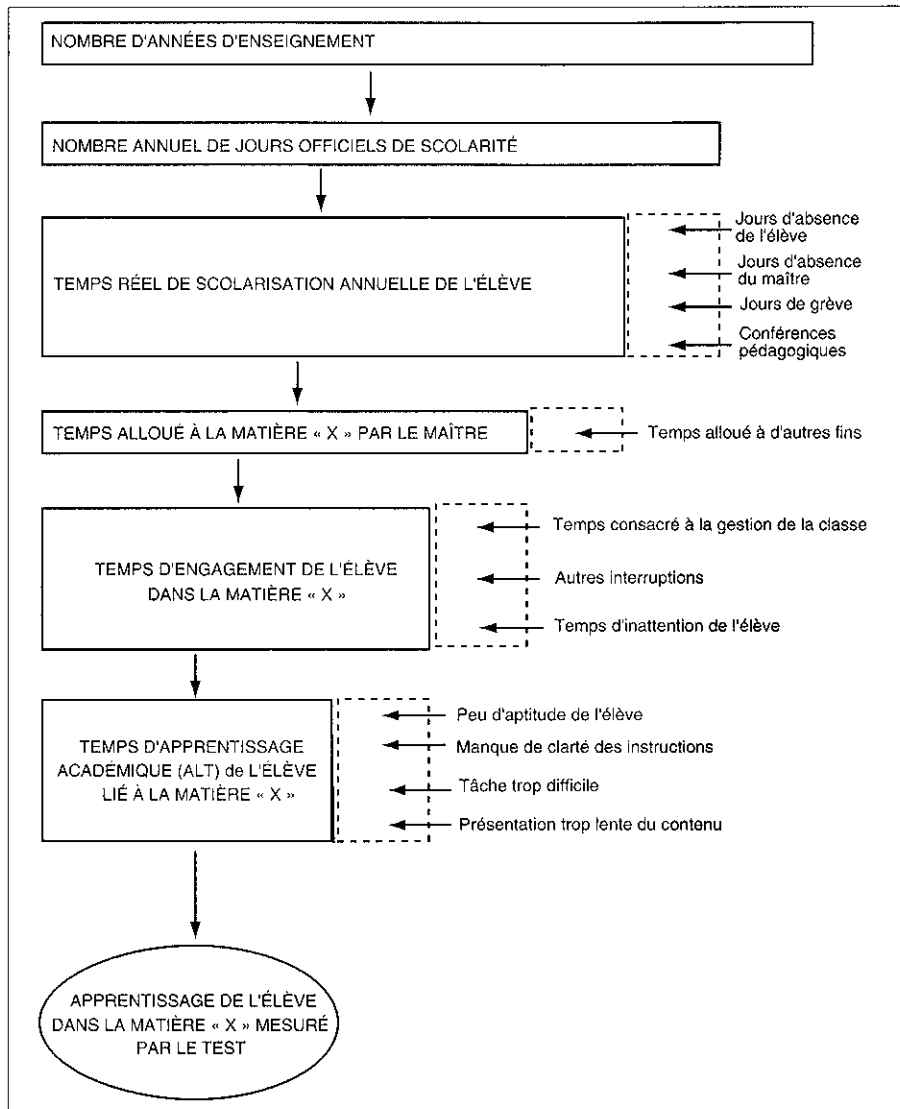 NOMBRE D'ANNÉES D'ENSEIGNEMENT
NOMBRE ANNUEL DE JOURS OFFICIELS DE SCOLARITÉ
TEMPS RÉEL DE SCOLARISATION ANNUELLE DE L'ÉLÈVE
Jours d'absence
de l'élève
Jours d'absence
du maître
Jours de grève
Conférences
pédagogiques
TEMPS ALLOUÉ À LA MATIÈRE « X » PAR LE MAÎTRE
Temps alloué à d'autres fins
TEMPS D'ENGAGEMENT DE L'ÉLÈVE
DANS LA MATIÈRE « X »
Temps consacré à la gestion de la classe
Autres interruptions
Temps d'inattention de l'élève
TEMPS D'APPRENTISSAGE
ACADÉMIQUE (ALT) de L'ÉLÈVE
LIÉ À LA MATIÈRE « X »
Peu d'aptitude de l'élève
Manque de clarté des instructions
Tâche trop difficile
Présentation trop lente du contenu
APPRENTISSAGE DE L'ÉLÈVE
DANS LA MATIÈRE « X » MESURÉ
PAR LE TEST